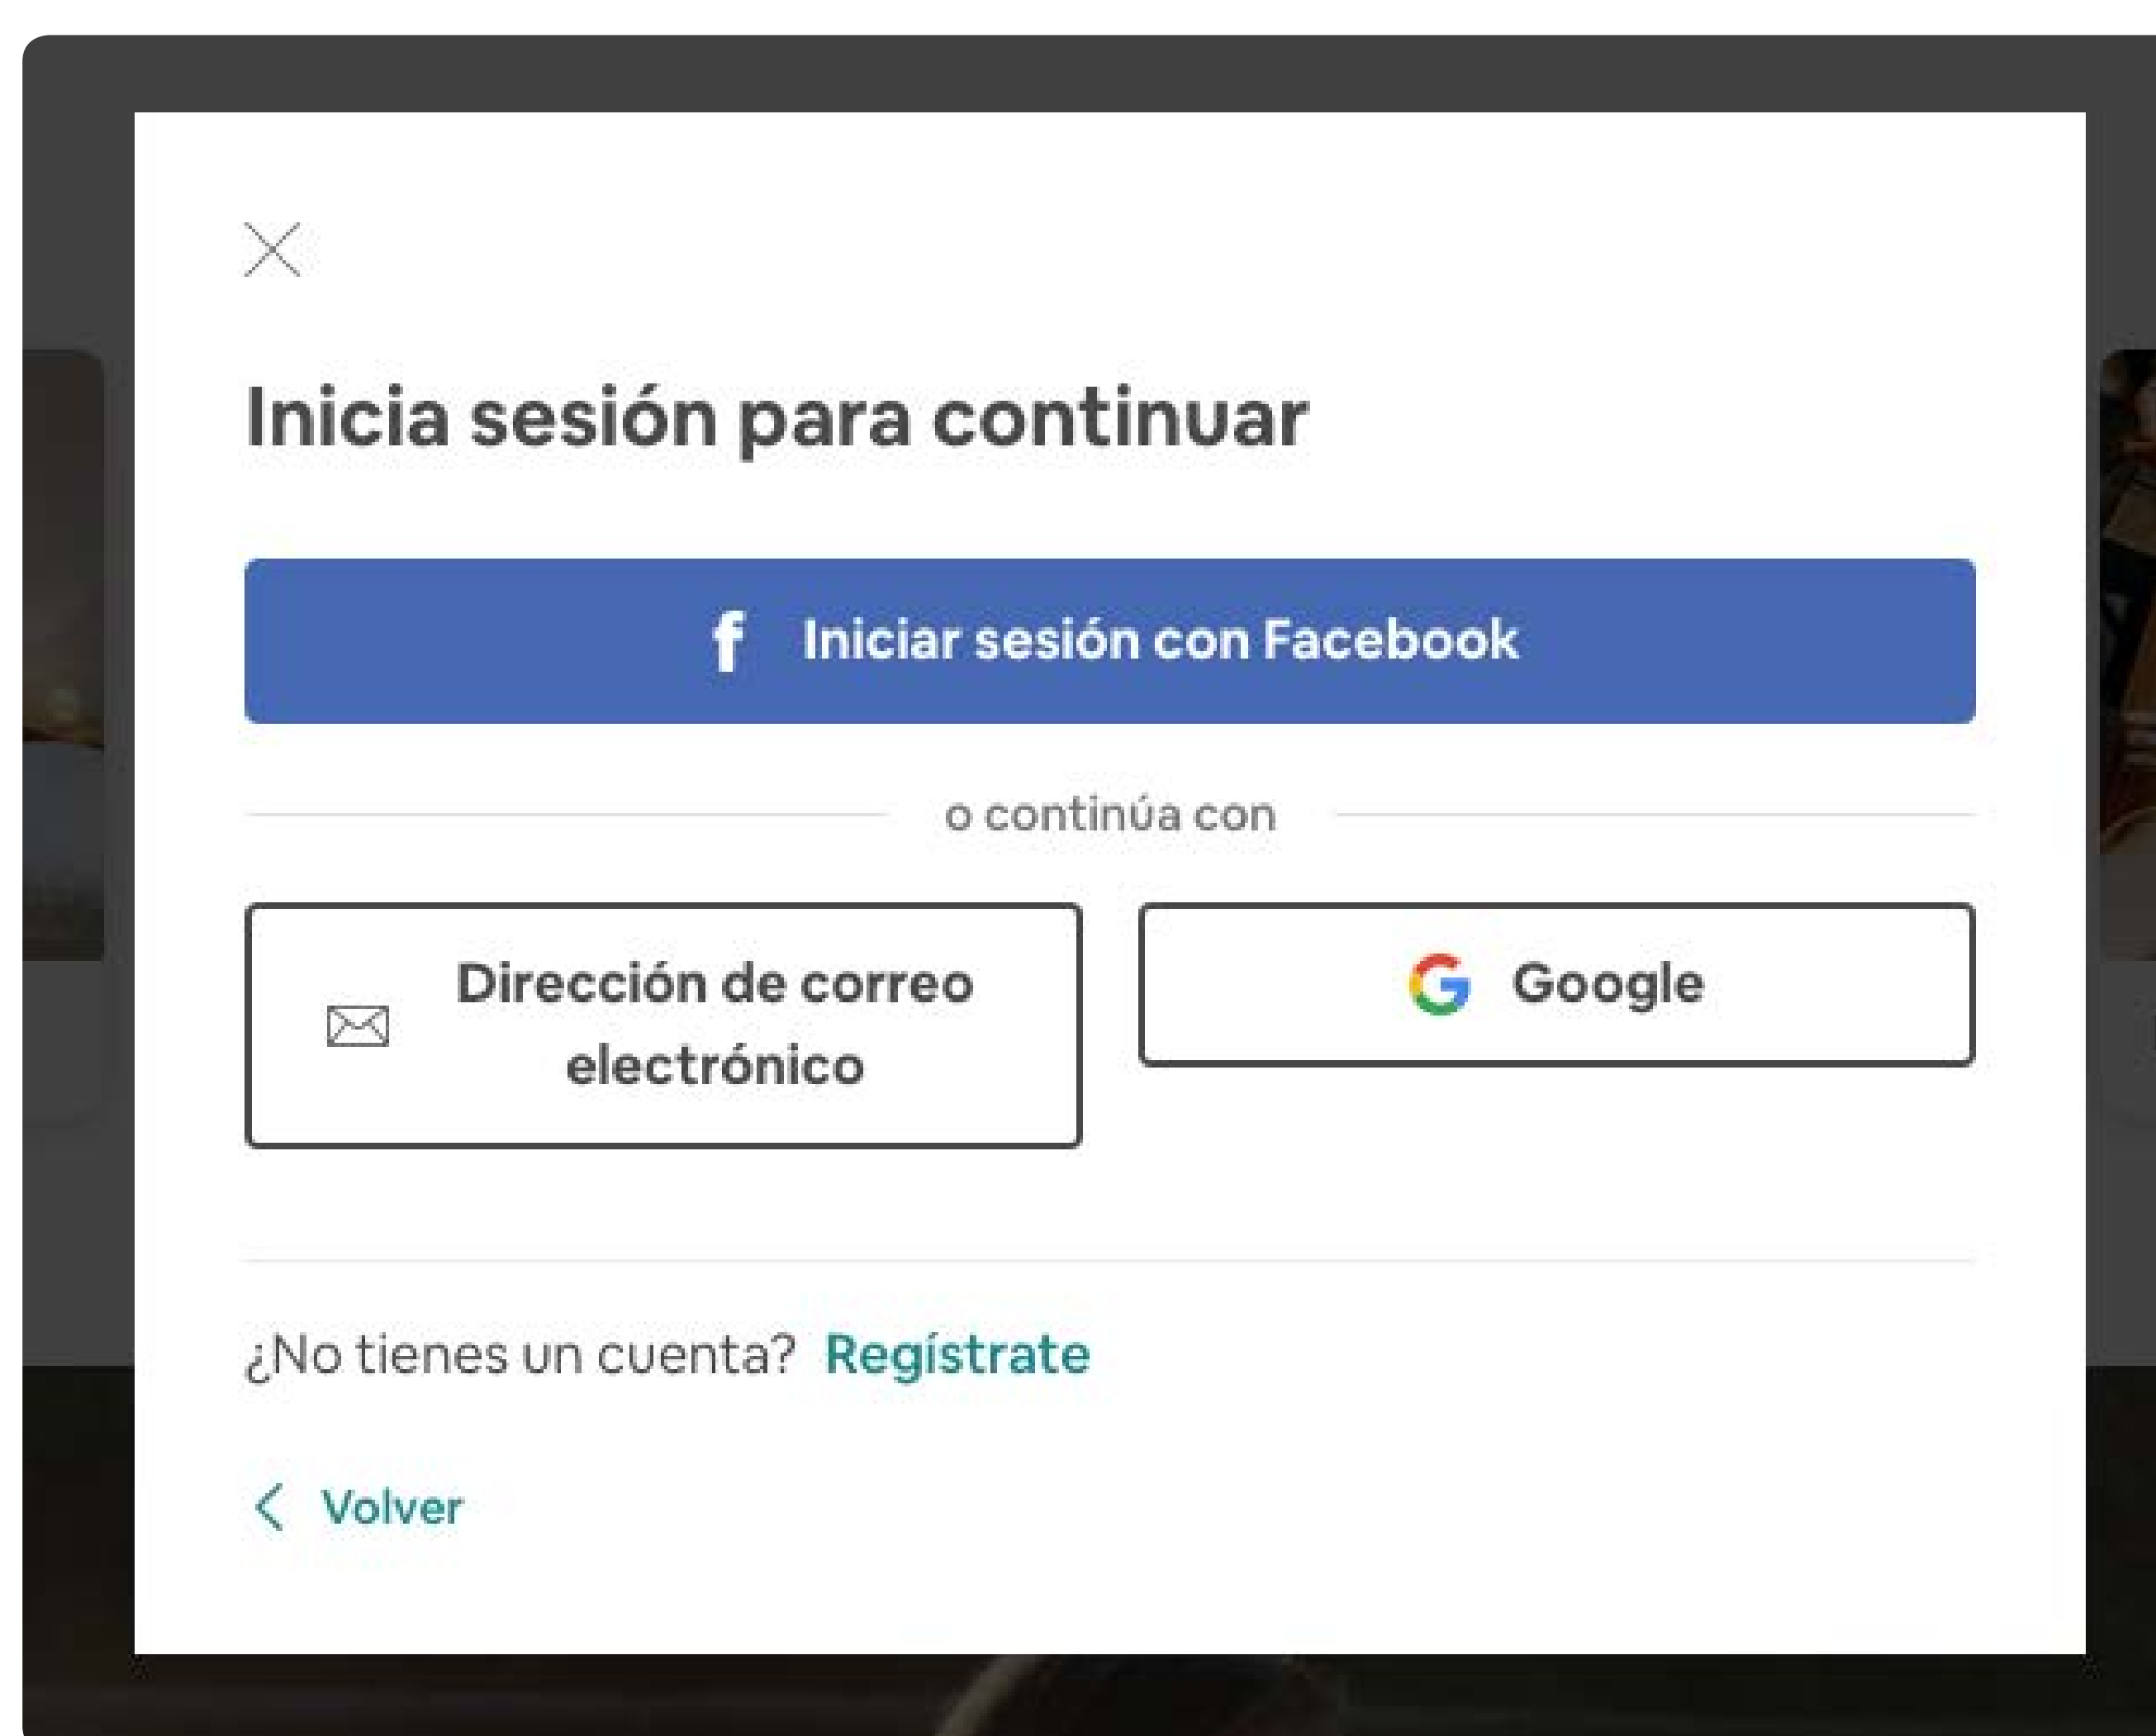 Inicia sesión para continuar
f Iniciar sesión con Facebook
o continúa con
Dirección de correo
electrónico
Google
¿No tienes un cuenta? Regístrate
Volver